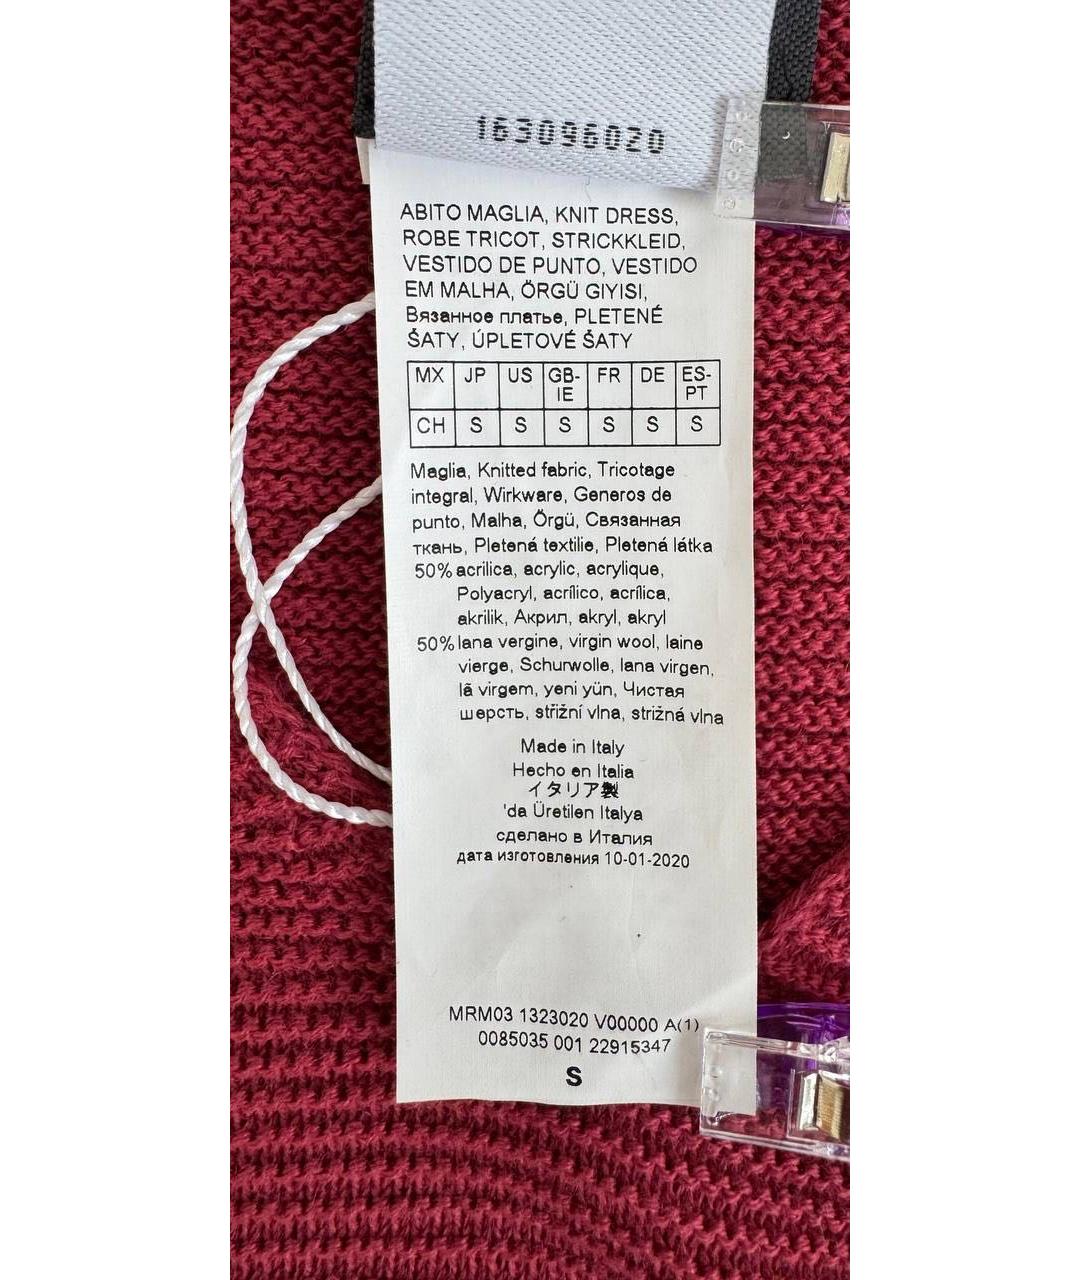 163096020
ABITO MAGLIA, KNIT DRESS,
ROBE TRICOT, STRICKKLEID,
VESTIDO DE PUNTO, VESTIDO
EM MALHA, ÖRGÜ GIYISI,
Вязанное платье, PLETENÉ
ŠATY, ÚPLETOVÉ ŠATY
MX JP US GB-IE FR DE ES-PT
CH S S S S S S
Maglia, Knitted fabric, Tricotage
integral, Wirkware, Generos de
punto, Malha, Örgü, Связанная
ткань, Pletená textilie, Pletená látka
50% acrilica, acrylic, acrylique,
Polyacryl, acrílico, acrílica,
akrilik, Акрил, akryl, akryl
50% lana vergine, virgin wool, laine
vierge, Schurwolle, lana virgen,
lã virgem, yeni yün, Чистая
шерсть, střižní vlna, strižná vlna
Made in Italy
Hecho en Italia
イタリア製
'da Üretilen Italya
сделано в Италия
дата изготовления 10-01-2020
MRM03 1323020 V00000 A(1)
0085035 001 22915347
S